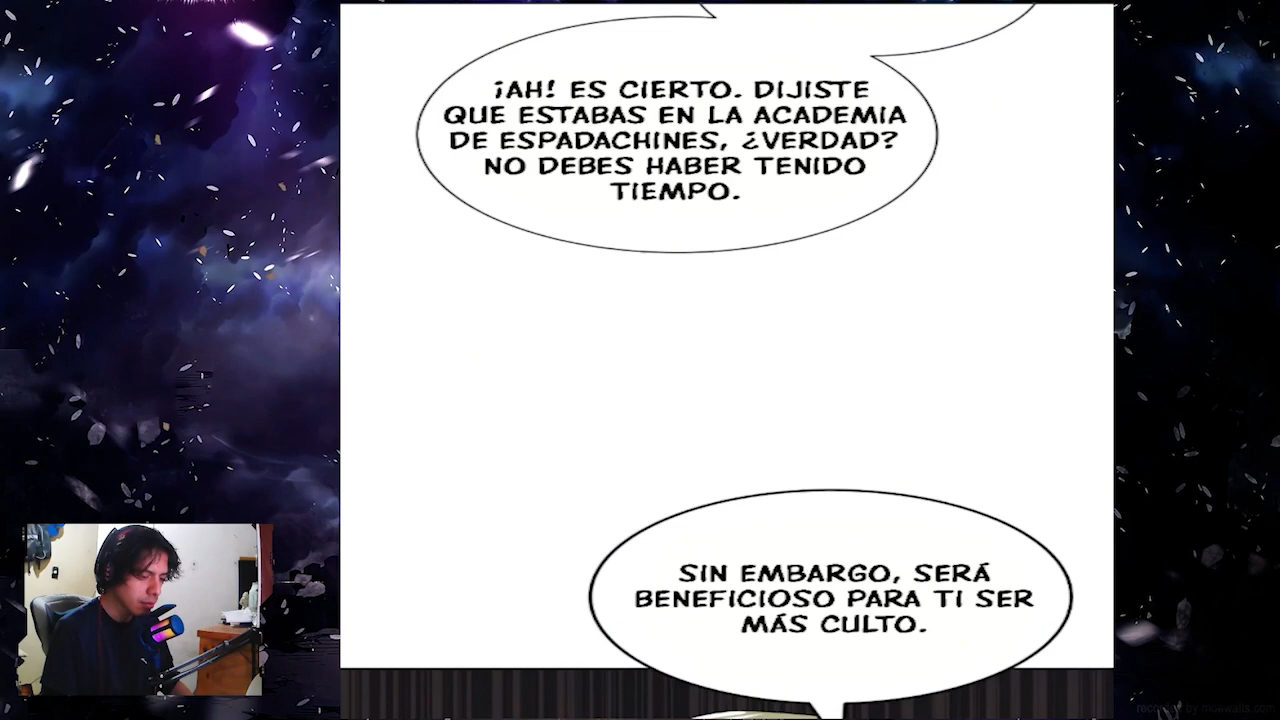 ¡AH! ES CIERTO. DIJISTE
QUE ESTABAS EN LA ACADEMIA
DE ESPADACHINES, ¿VERDAD?
NO DEBES HABER TENIDO
TIEMPO.
SIN EMBARGO, SERÁ
BENEFICIOSO PARA TI SER
MÁS CULTO.